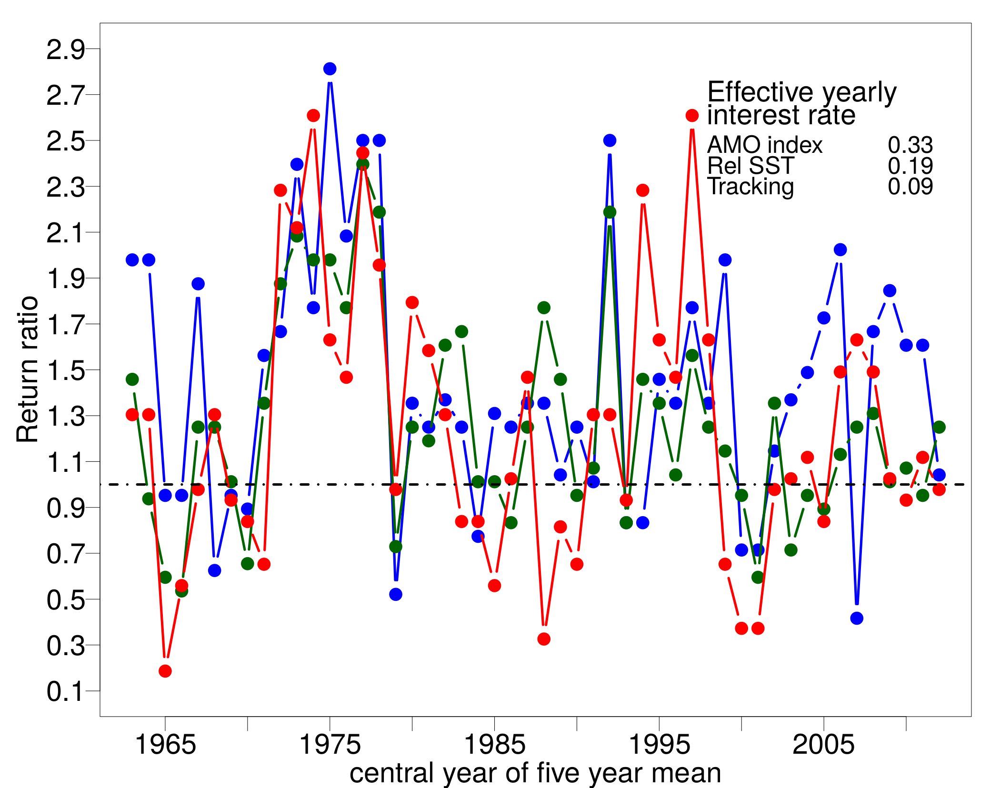 Effective yearly
interest rate
AMO index 0.33
Rel SST 0.19
Tracking 0.09
Return ratio
2.9
2.7
2.5
2.3
2.1
1.9
1.7
1.5
1.3
1.1
0.9
0.7
0.5
0.3
0.1
1965 1975 1985 1995 2005
central year of five year mean